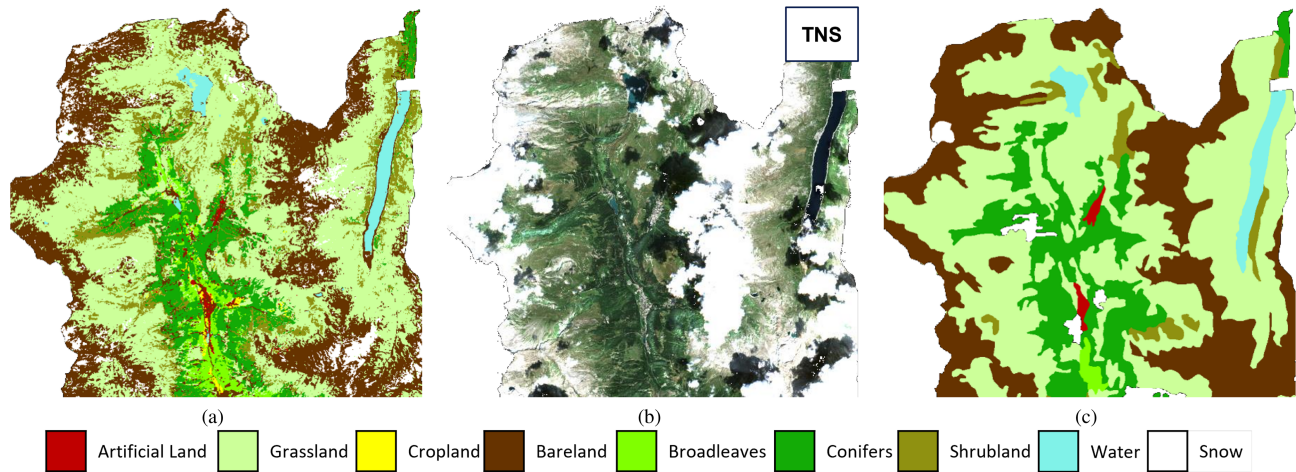 TNS
(a) (b) (c)
Artificial Land Grassland Cropland Bareland Broadleaves Conifers Shrubland Water Snow